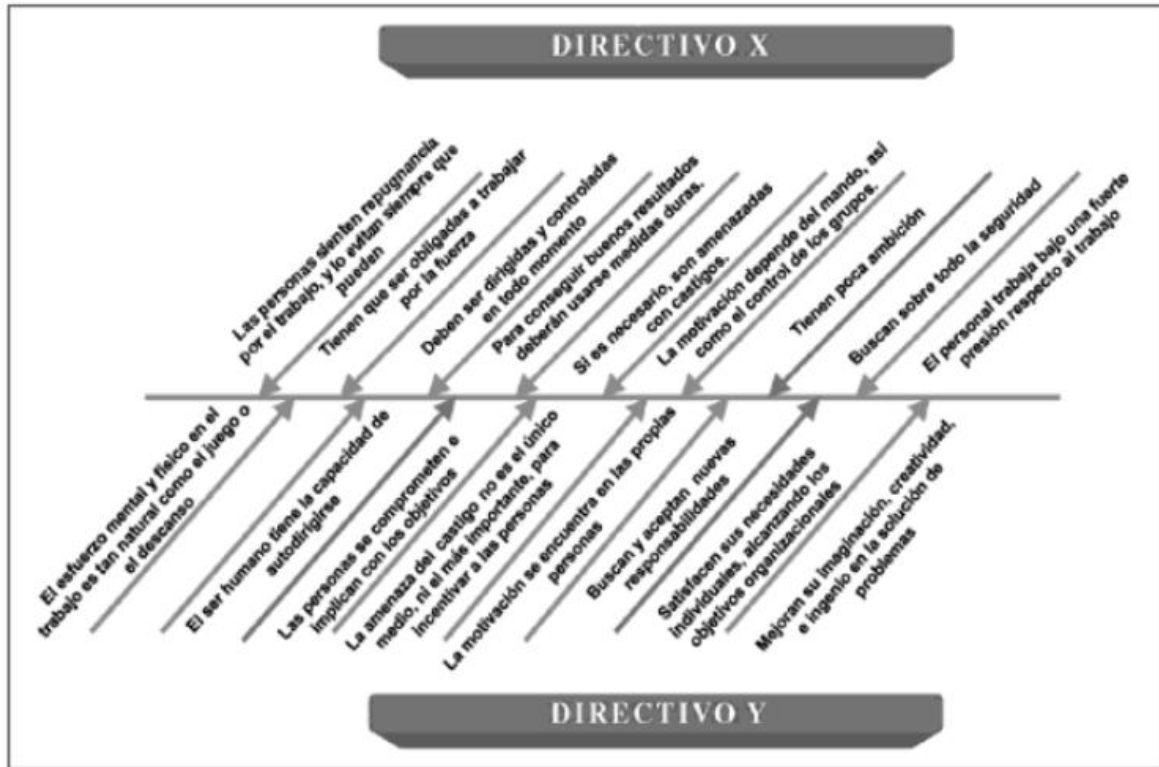 DIRECTIVO X
Las personas sienten repugnancia
por el trabajo, y lo evitan siempre que
pueden
Tienen que ser obligadas a trabajar
por la fuerza
Deben ser dirigidas y controladas
en todo momento
Para conseguir buenos resultados
deberán usarse medidas duras.
Si es necesario, son amenazadas
con castigos.
La motivación depende del mando, así
como el control de los grupos.
Tienen poca ambición
Buscan sobre todo la seguridad
El personal trabaja bajo una fuerte
presión respecto al trabajo
El esfuerzo mental y físico en el
trabajo es tan natural como el juego o
el descanso
El ser humano tiene la capacidad de
autodirigirse
Las personas se comprometen e
implican con los objetivos
La amenaza del castigo no es el único
medio, ni el más importante, para
incentivar a las personas
La motivación se encuentra en las propias
personas
Buscan y aceptan nuevas
responsabilidades
Satisfacen sus necesidades
individuales, alcanzando los
objetivos organizacionales
Mejoran su imaginación, creatividad,
e ingenio en la solución de
problemas
DIRECTIVO Y